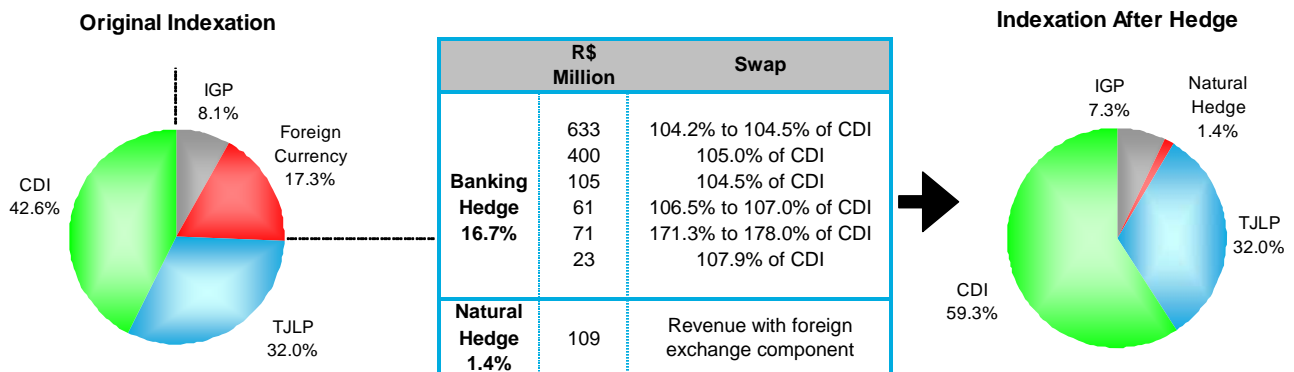 Original Indexation
IGP
8.1%
Foreign
Currency
17.3%
CDI
42.6%
TJLP
32.0%
R$
Million
Swap
Banking
Hedge
16.7%
633 104.2% to 104.5% of CDI
400 105.0% of CDI
105 104.5% of CDI
61 106.5% to 107.0% of CDI
71 171.3% to 178.0% of CDI
23 107.9% of CDI
Natural
Hedge
1.4%
109
Revenue with foreign
exchange component
Indexation After Hedge
IGP
7.3%
Natural
Hedge
1.4%
TJLP
32.0%
CDI
59.3%